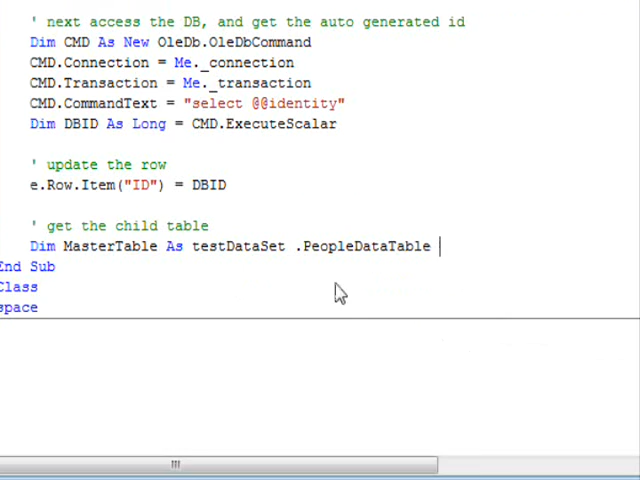 ' next access the DB, and get the auto generated id
Dim CMD As New OleDb.OleDbCommand
CMD.Connection = Me._connection
CMD.Transaction = Me._transaction
CMD.CommandText = "select @@identity"
Dim DBID As Long = CMD.ExecuteScalar
' update the row
e.Row.Item("ID") = DBID
' get the child table
Dim MasterTable As testDataSet .PeopleDataTable
End Sub
Class
space